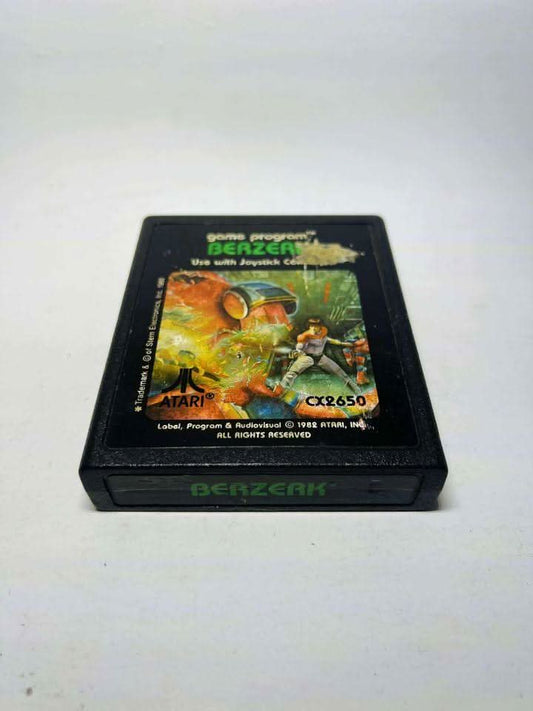 game program™
BERZER
Use with Joystick Con
* Trademark & © of Stern Electronics, Inc. 1980
ATARI®
CX2650
Label, Program & Audiovisual © 1982 ATARI, INC.
ALL RIGHTS RESERVED
BERZERK*